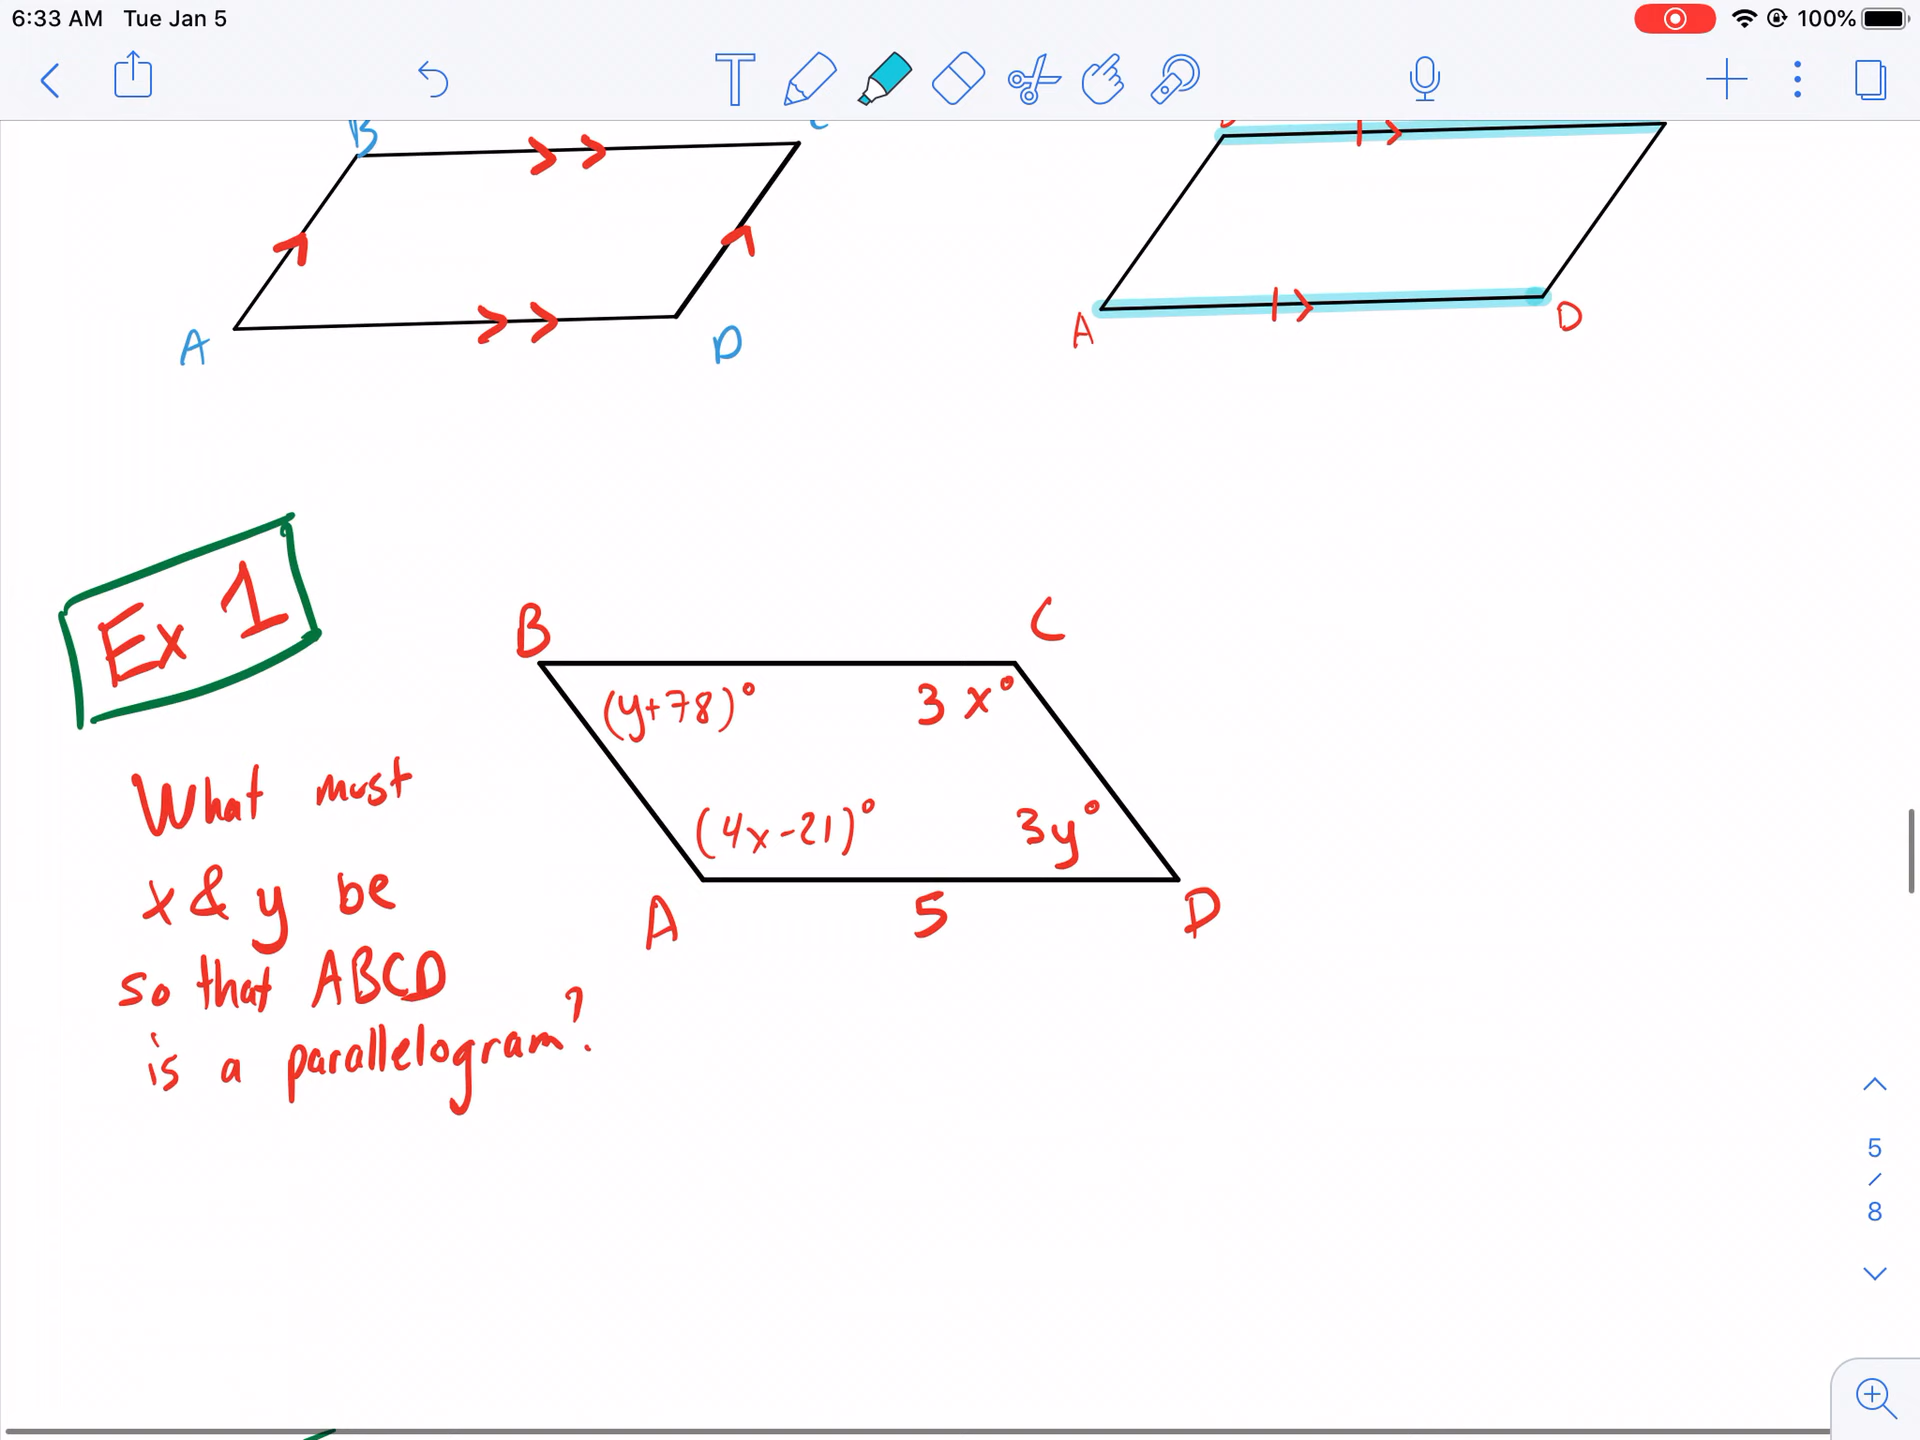 6:33 AM Tue Jan 5
100%
T
B
A
D
A
D
Ex 1
B
C
(y+78)°
3x°
(4x-21)°
3y°
A
5
D
What must
x & y be
so that ABCD
is a parallelogram?
5
/
8